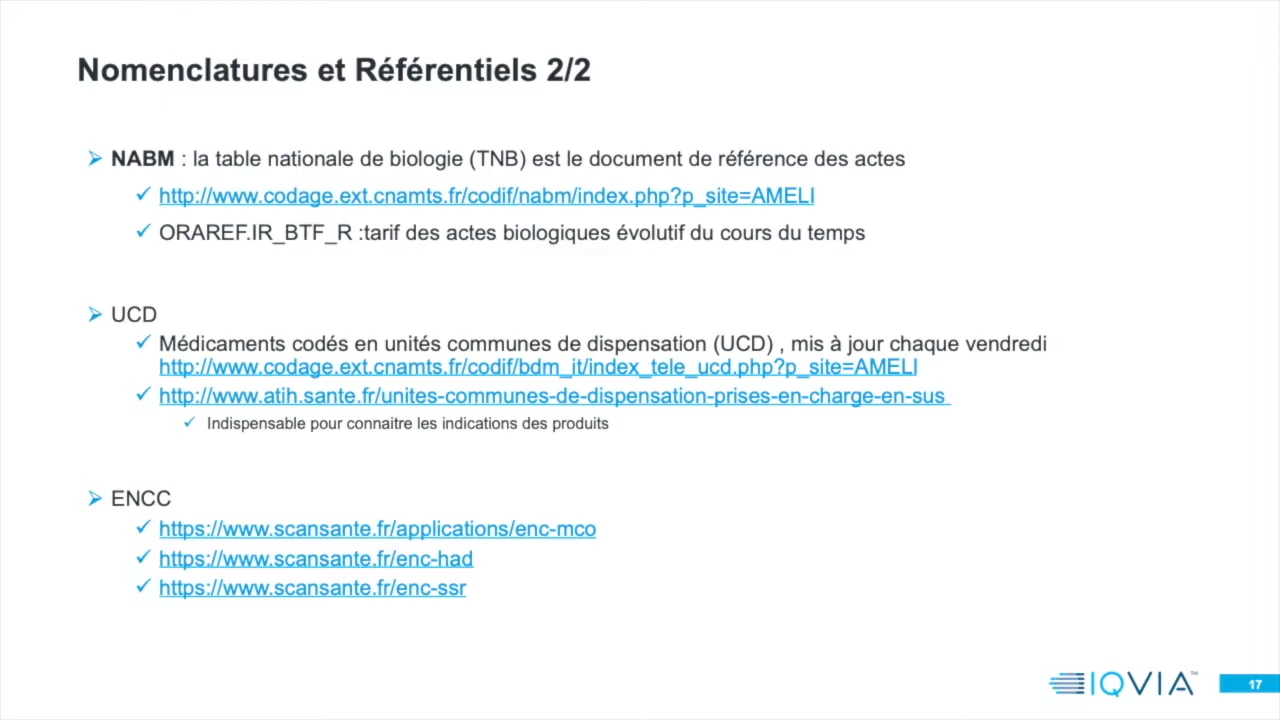 Nomenclatures et Référentiels 2/2
NABM : la table nationale de biologie (TNB) est le document de référence des actes
http://www.codage.ext.cnamts.fr/codif/nabm/index.php?p_site=AMELI
ORAREF.IR_BTF_R :tarif des actes biologiques évolutif du cours du temps
UCD
Médicaments codés en unités communes de dispensation (UCD) , mis à jour chaque vendredi
http://www.codage.ext.cnamts.fr/codif/bdm_it/index_tele_ucd.php?p_site=AMELI
http://www.atih.sante.fr/unites-communes-de-dispensation-prises-en-charge-en-sus
Indispensable pour connaitre les indications des produits
ENCC
https://www.scansante.fr/applications/enc-mco
https://www.scansante.fr/enc-had
https://www.scansante.fr/enc-ssr
IQVIA™
17